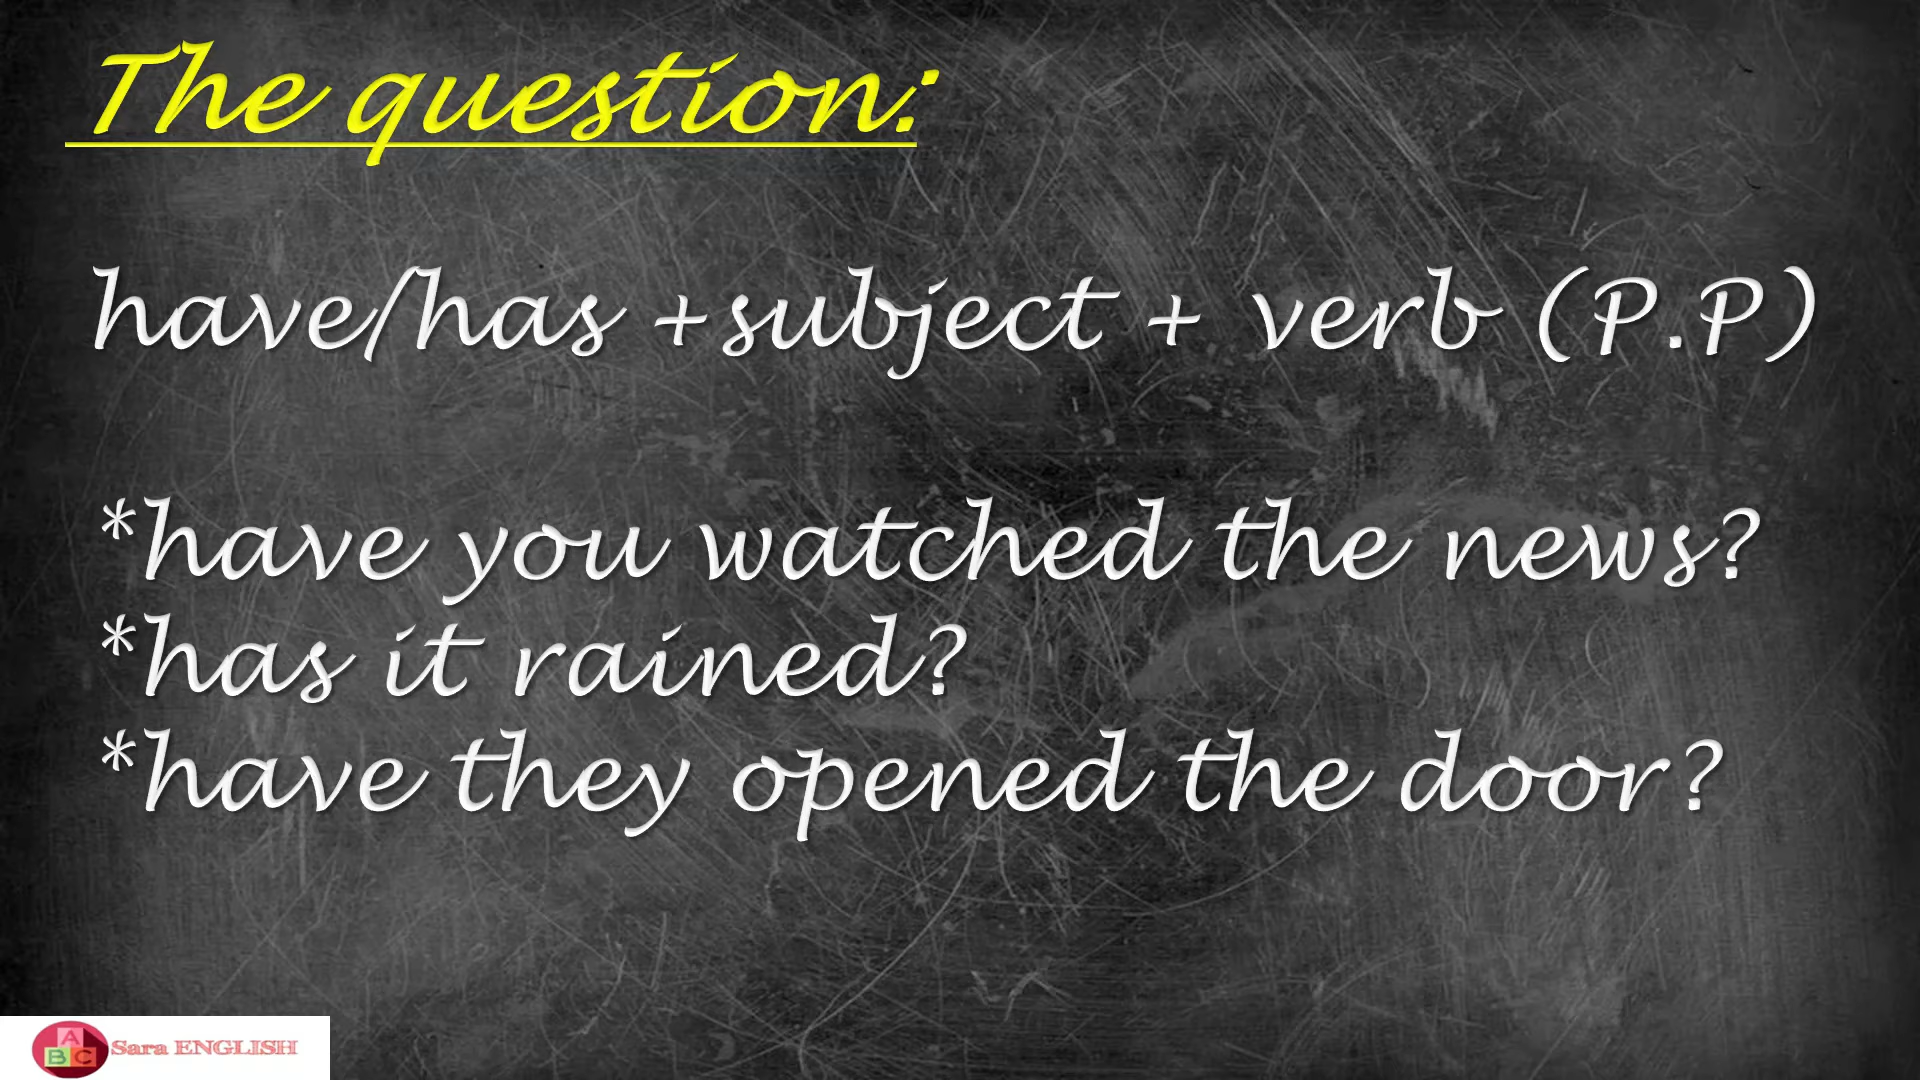 The question:
have/has +subject + verb (P.P)
*have you watched the news?
*has it rained?
*have they opened the door?
A
B C
Sara ENGLISH